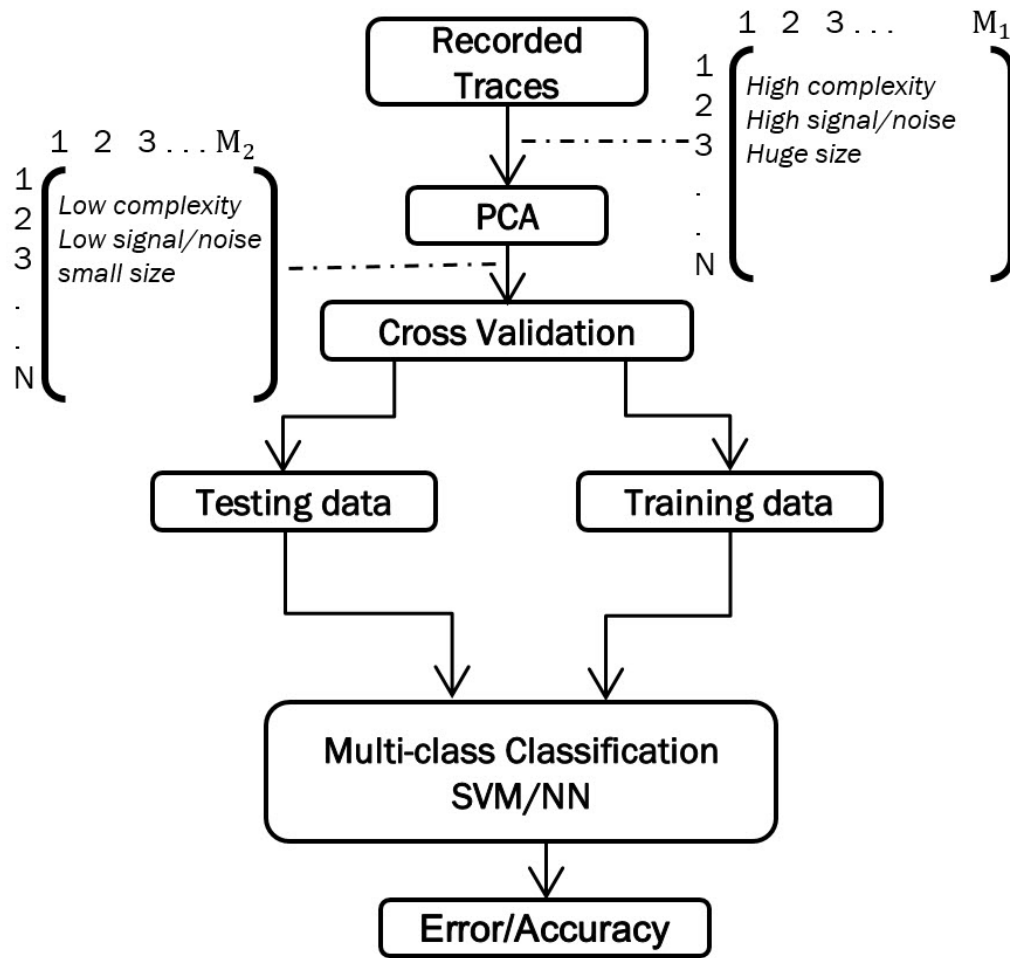 Recorded
Traces
1 2 3 . . . M₁
1
2
3
.
.
N
High complexity
High signal/noise
Huge size
1 2 3 . . . M₂
1
2
3
.
.
N
Low complexity
Low signal/noise
small size
PCA
Cross Validation
Testing data
Training data
Multi-class Classification
SVM/NN
Error/Accuracy